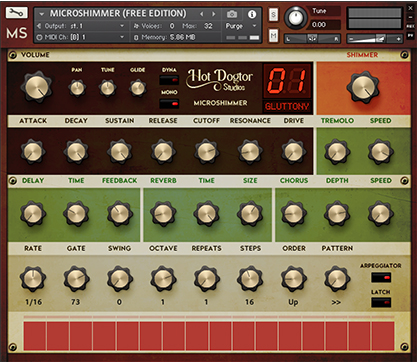 MICROSHIMMER (FREE EDITION)
Output: st. 1 Voices: 0 Max: 32 Purge
MIDI Ch: [B] 1 Memory: 5.86 MB
S
M
Tune
0.00
L R
MS
VOLUME
SHIMMER
PAN TUNE GLIDE DYNA
MONO
Hot Dogtor
Studios
MICROSHIMMER
01
GLUTTONY
ATTACK DECAY SUSTAIN RELEASE CUTOFF RESONANCE DRIVE TREMOLO SPEED
DELAY TIME FEEDBACK REVERB TIME SIZE CHORUS DEPTH SPEED
RATE GATE SWING OCTAVE REPEATS STEPS ORDER PATTERN
ARPEGGIATOR
LATCH
1/16 73 0 1 1 16 Up >>